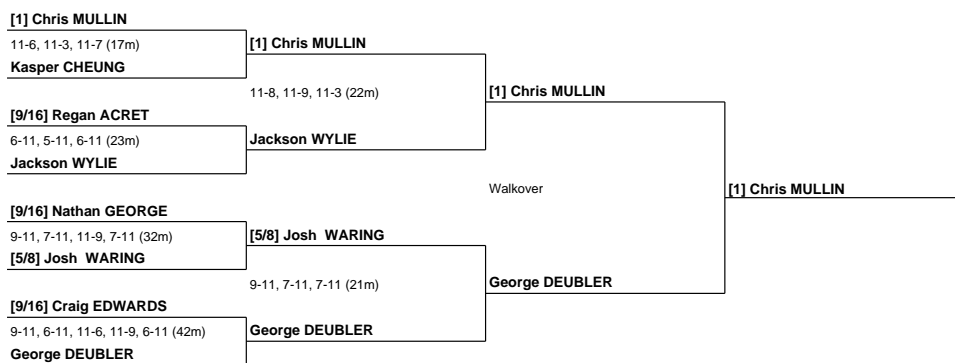 [1] Chris MULLIN
11-6, 11-3, 11-7 (17m)
Kasper CHEUNG
[1] Chris MULLIN
11-8, 11-9, 11-3 (22m)
[1] Chris MULLIN
[9/16] Regan ACRET
6-11, 5-11, 6-11 (23m)
Jackson WYLIE
Jackson WYLIE
Walkover
[1] Chris MULLIN
[9/16] Nathan GEORGE
9-11, 7-11, 11-9, 7-11 (32m)
[5/8] Josh WARING
[5/8] Josh WARING
9-11, 7-11, 7-11 (21m)
George DEUBLER
[9/16] Craig EDWARDS
9-11, 6-11, 11-6, 11-9, 6-11 (42m)
George DEUBLER
George DEUBLER